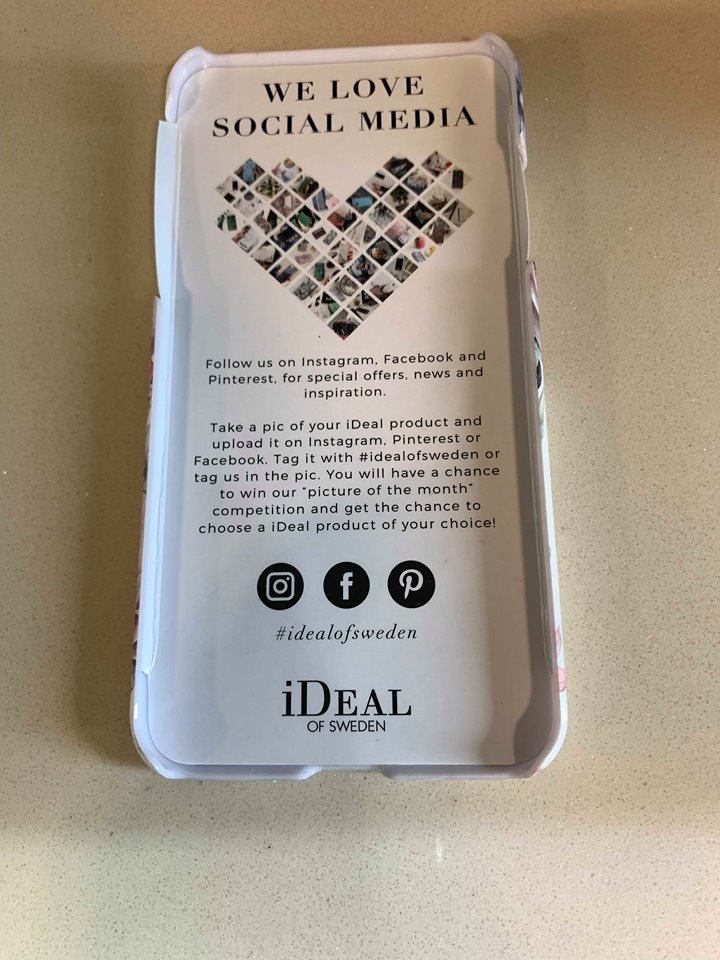 WE LOVE
SOCIAL MEDIA
Follow us on Instagram, Facebook and
Pinterest, for special offers, news and
inspiration.
Take a pic of your iDeal product and
upload it on Instagram, Pinterest or
Facebook. Tag it with #idealofsweden or
tag us in the pic. You will have a chance
to win our "picture of the month"
competition and get the chance to
choose a iDeal product of your choice!
#idealofsweden
iDEAL
OF SWEDEN